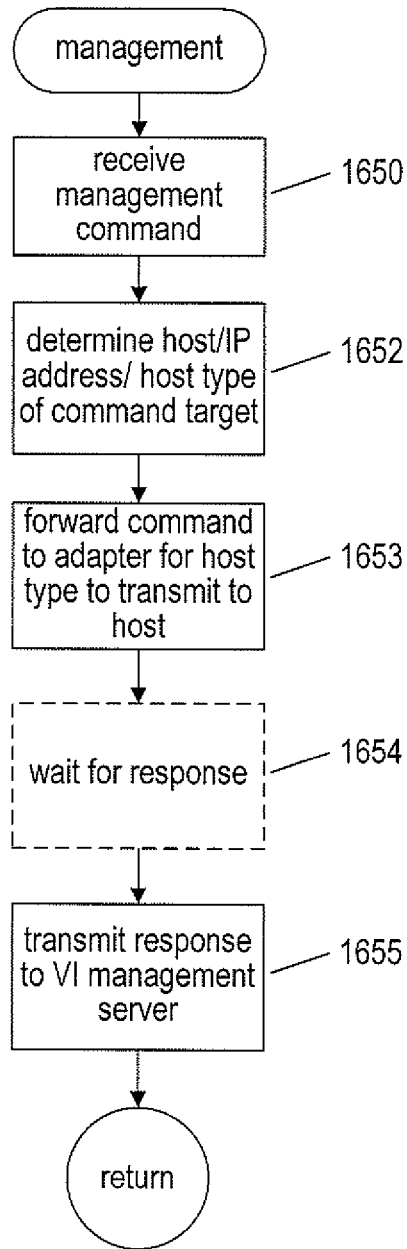 management
receive
management
command
1650
determine host/IP
address/ host type
of command target
1652
forward command
to adapter for host
type to transmit to
host
1653
wait for response
1654
transmit response
to VI management
server
1655
return